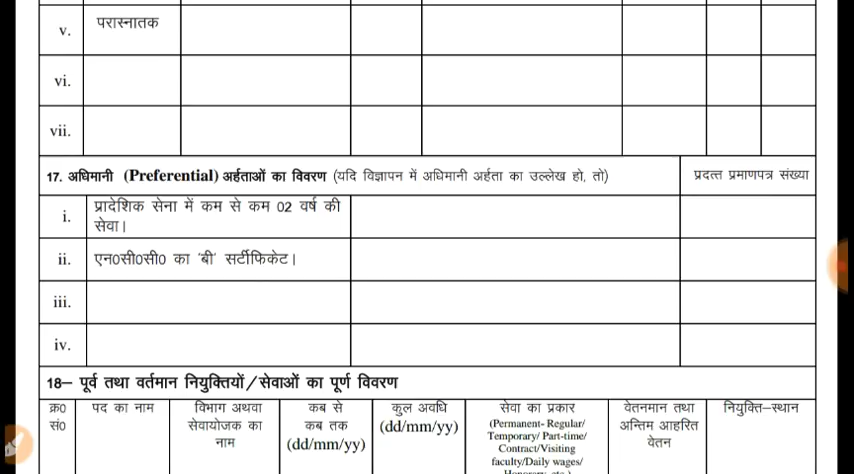 v. परास्नातक
vi.
vii.
17. अधिमानी (Preferential) अर्हताओं का विवरण (यदि विज्ञापन में अधिमानी अर्हता का उल्लेख हो, तो) प्रदत्त प्रमाणपत्र संख्या
i. प्रादेशिक सेना में कम से कम 02 वर्ष की
सेवा।
ii. एन0सी0सी0 का 'बी' सर्टीफिकेट।
iii.
iv.
18– पूर्व तथा वर्तमान नियुक्तियों/सेवाओं का पूर्ण विवरण
क्र0
सं0
पद का नाम
विभाग अथवा
सेवायोजक का
नाम
कब से
कब तक
(dd/mm/yy)
कुल अवधि
(dd/mm/yy)
सेवा का प्रकार
(Permanent- Regular/
Temporary/ Part-time/
Contract/Visiting
faculty/Daily wages/
Honorary, etc.)
वेतनमान तथा
अन्तिम आहरित
वेतन
नियुक्ति–स्थान